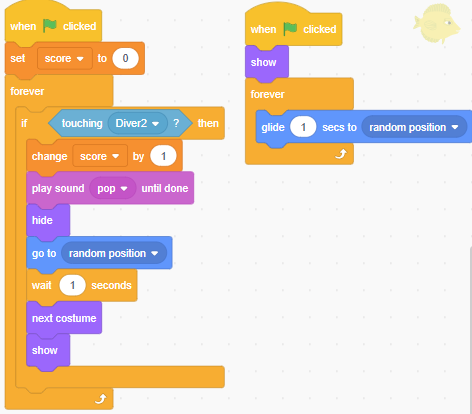 when clicked
set score to 0
forever
if touching Diver2 ? then
change score by 1
play sound pop until done
hide
go to random position
wait 1 seconds
next costume
show
when clicked
show
forever
glide 1 secs to random position